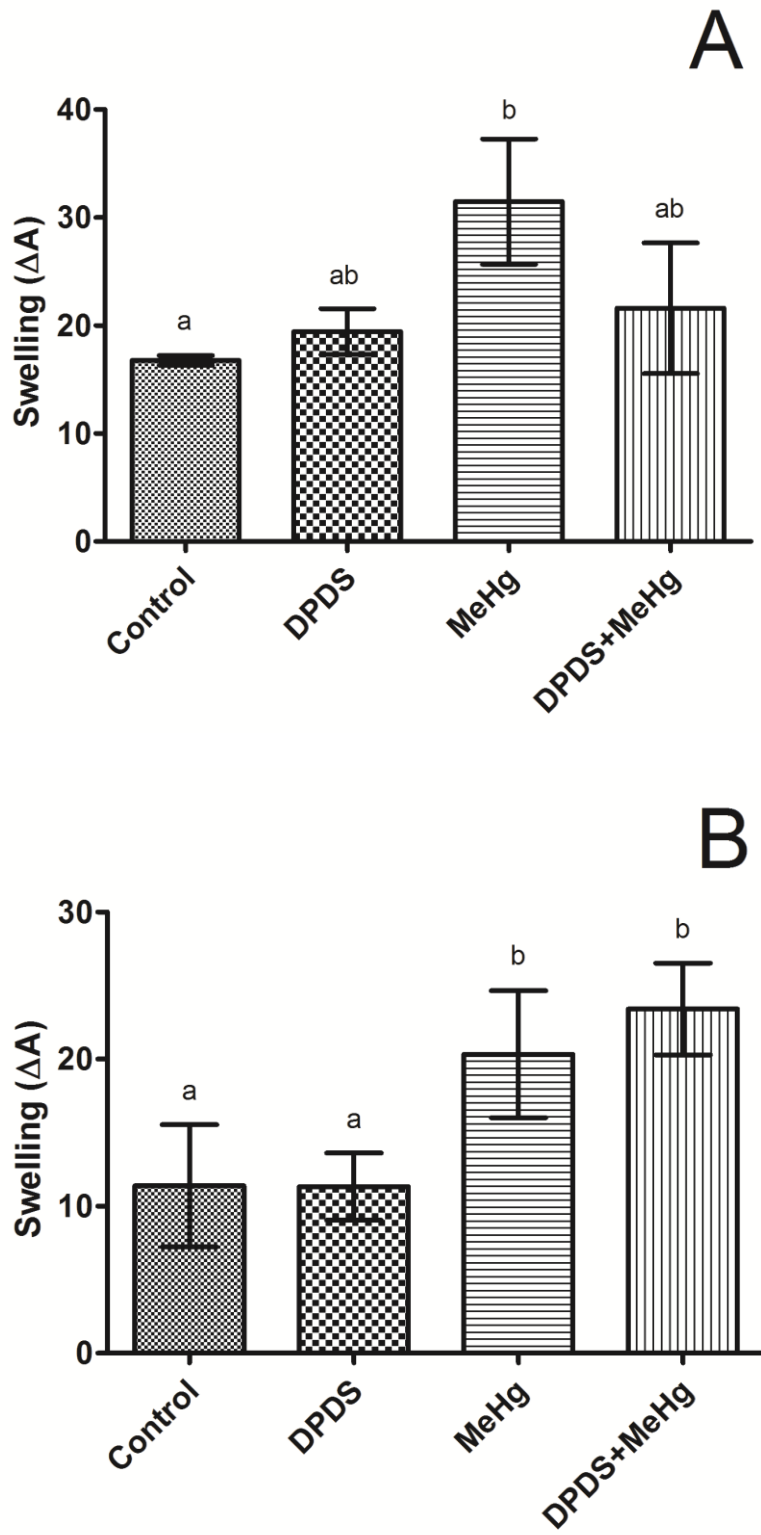 A
40
30
20
10
0
Swelling (ΔA)
a
ab
b
ab
Control
DPDS
MeHg
DPDS+MeHg
B
30
20
10
0
Swelling (ΔA)
a
a
b
b
Control
DPDS
MeHg
DPDS+MeHg